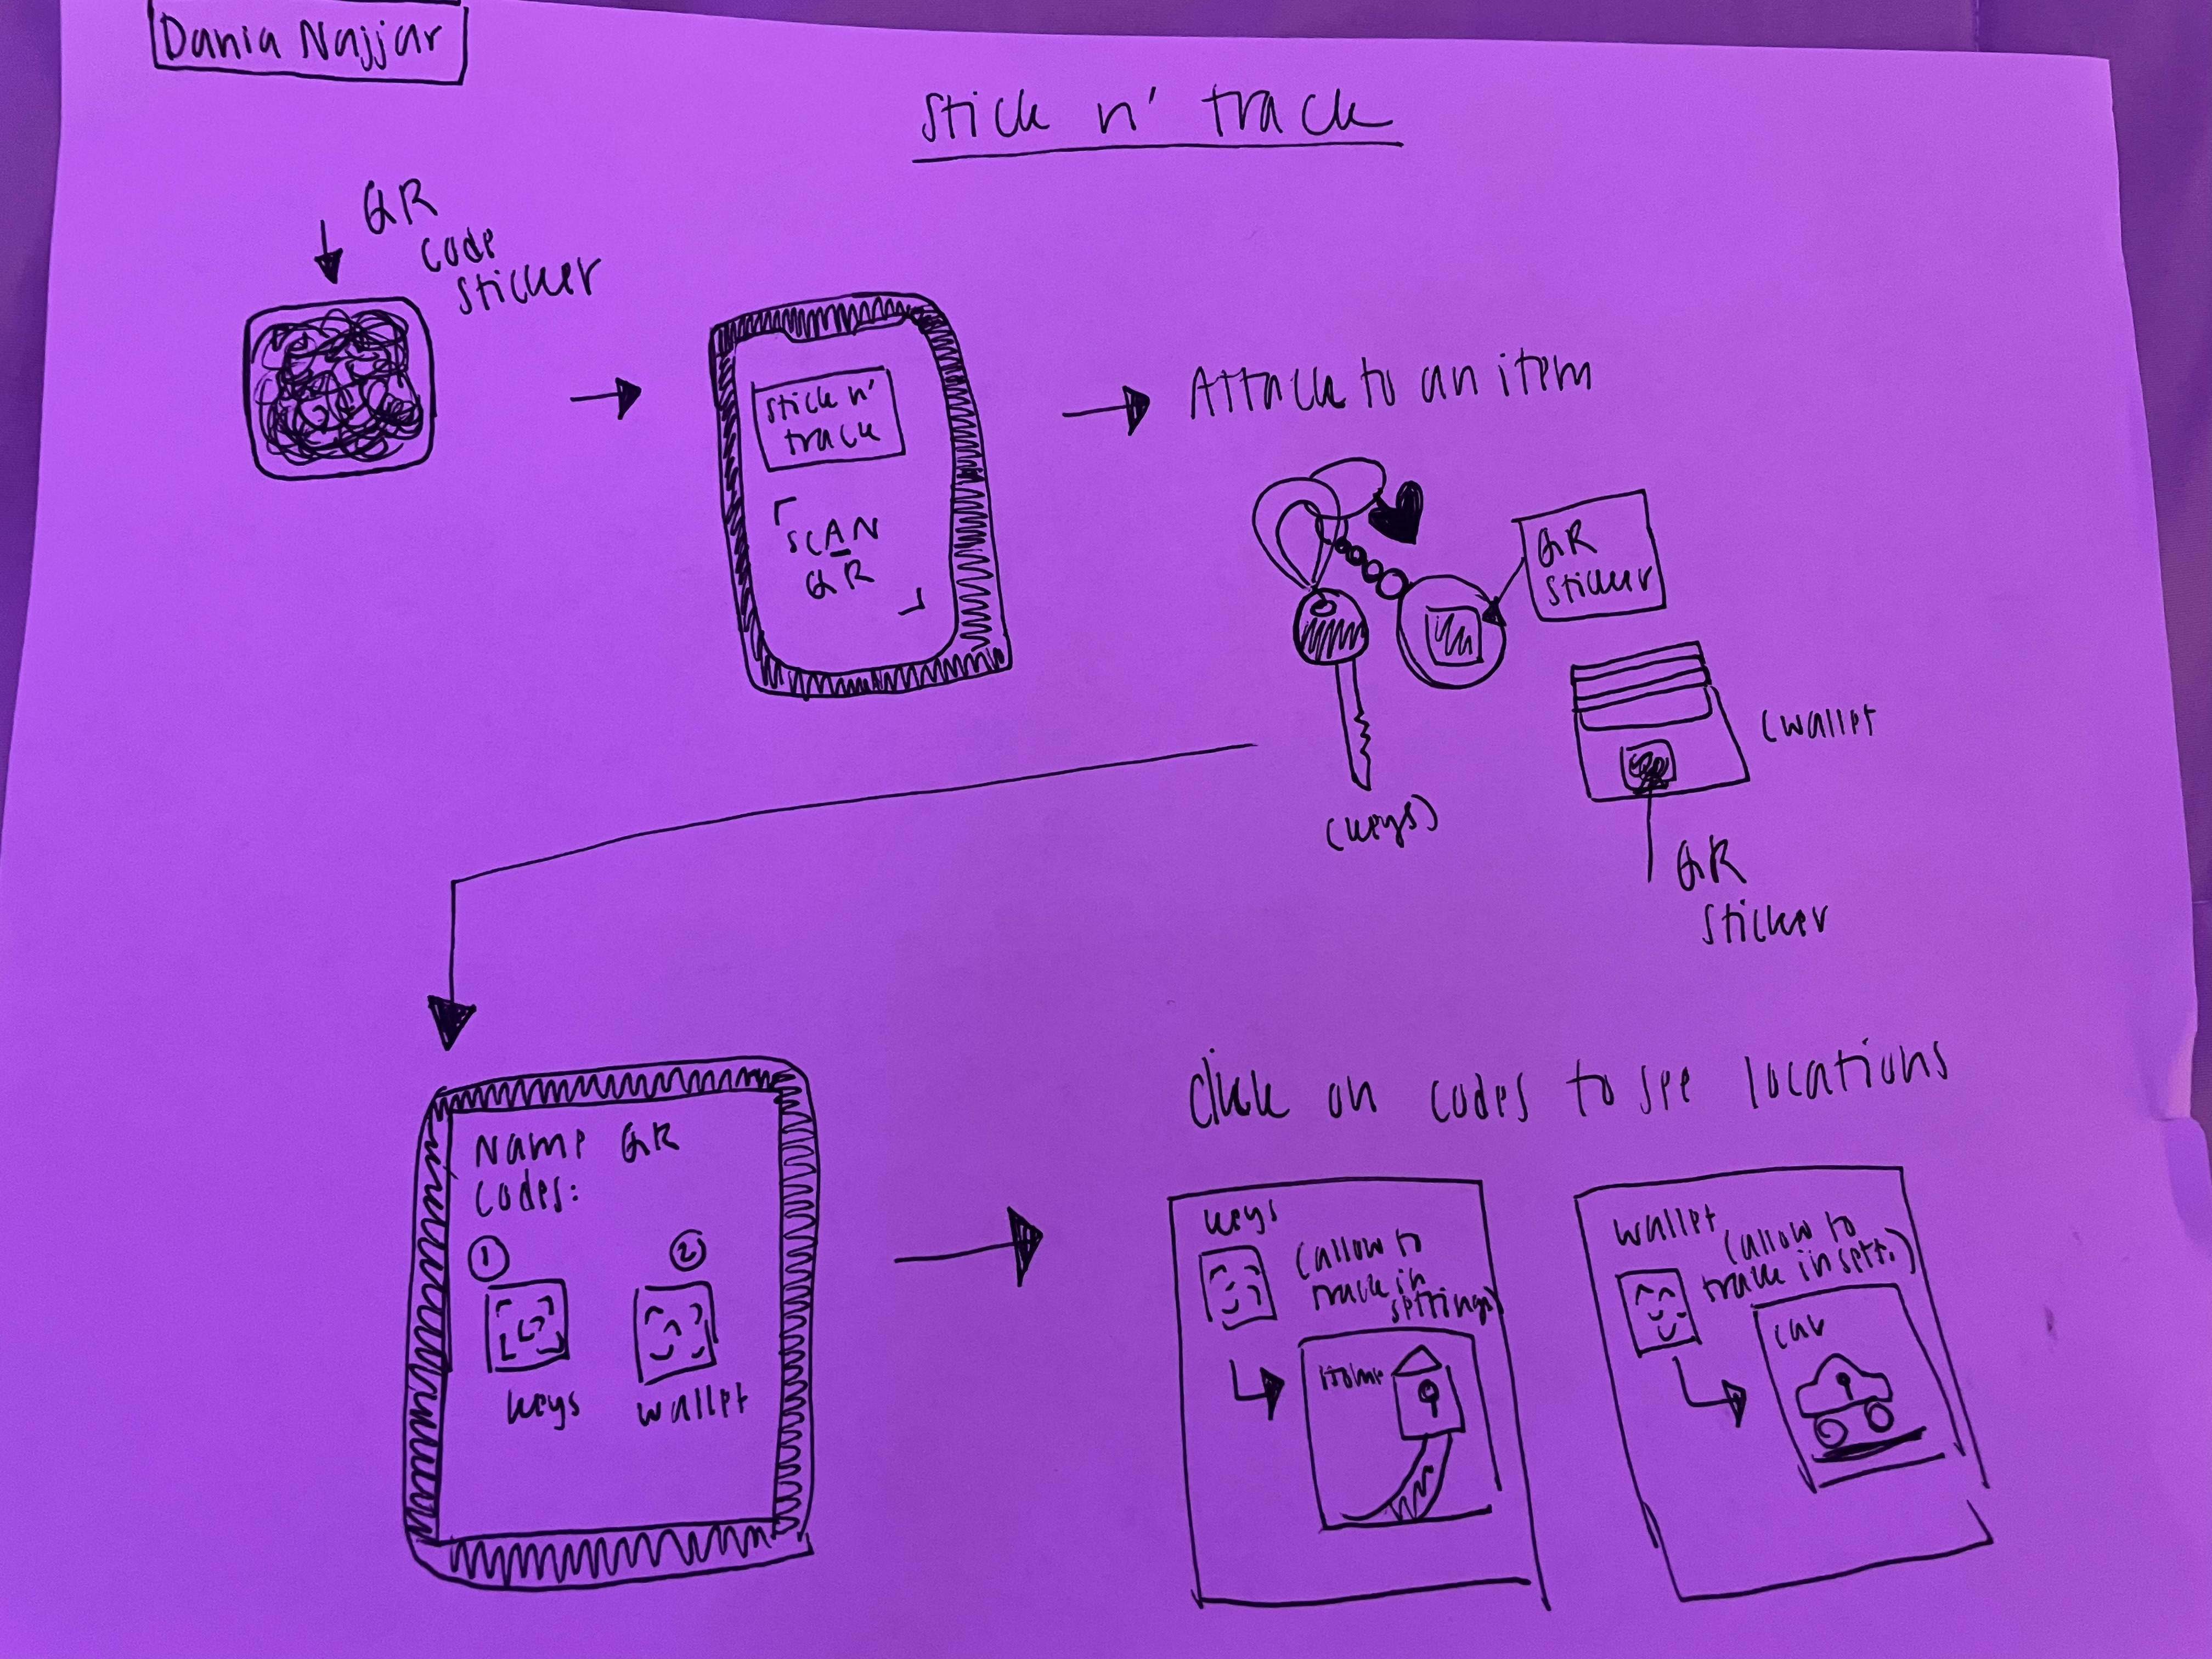 Dania Najjar
Stick n' track
QR
code
sticker
stick n'
track
SCAN
QR
Attach to an item
QR
sticker
(wallet
(keys)
QR
sticker
Name QR
codes:
1
2
keys
wallet
click on codes to see locations
keys
(allow to
track in
settings)
Home
wallet
(allow to
track in sett.)
car